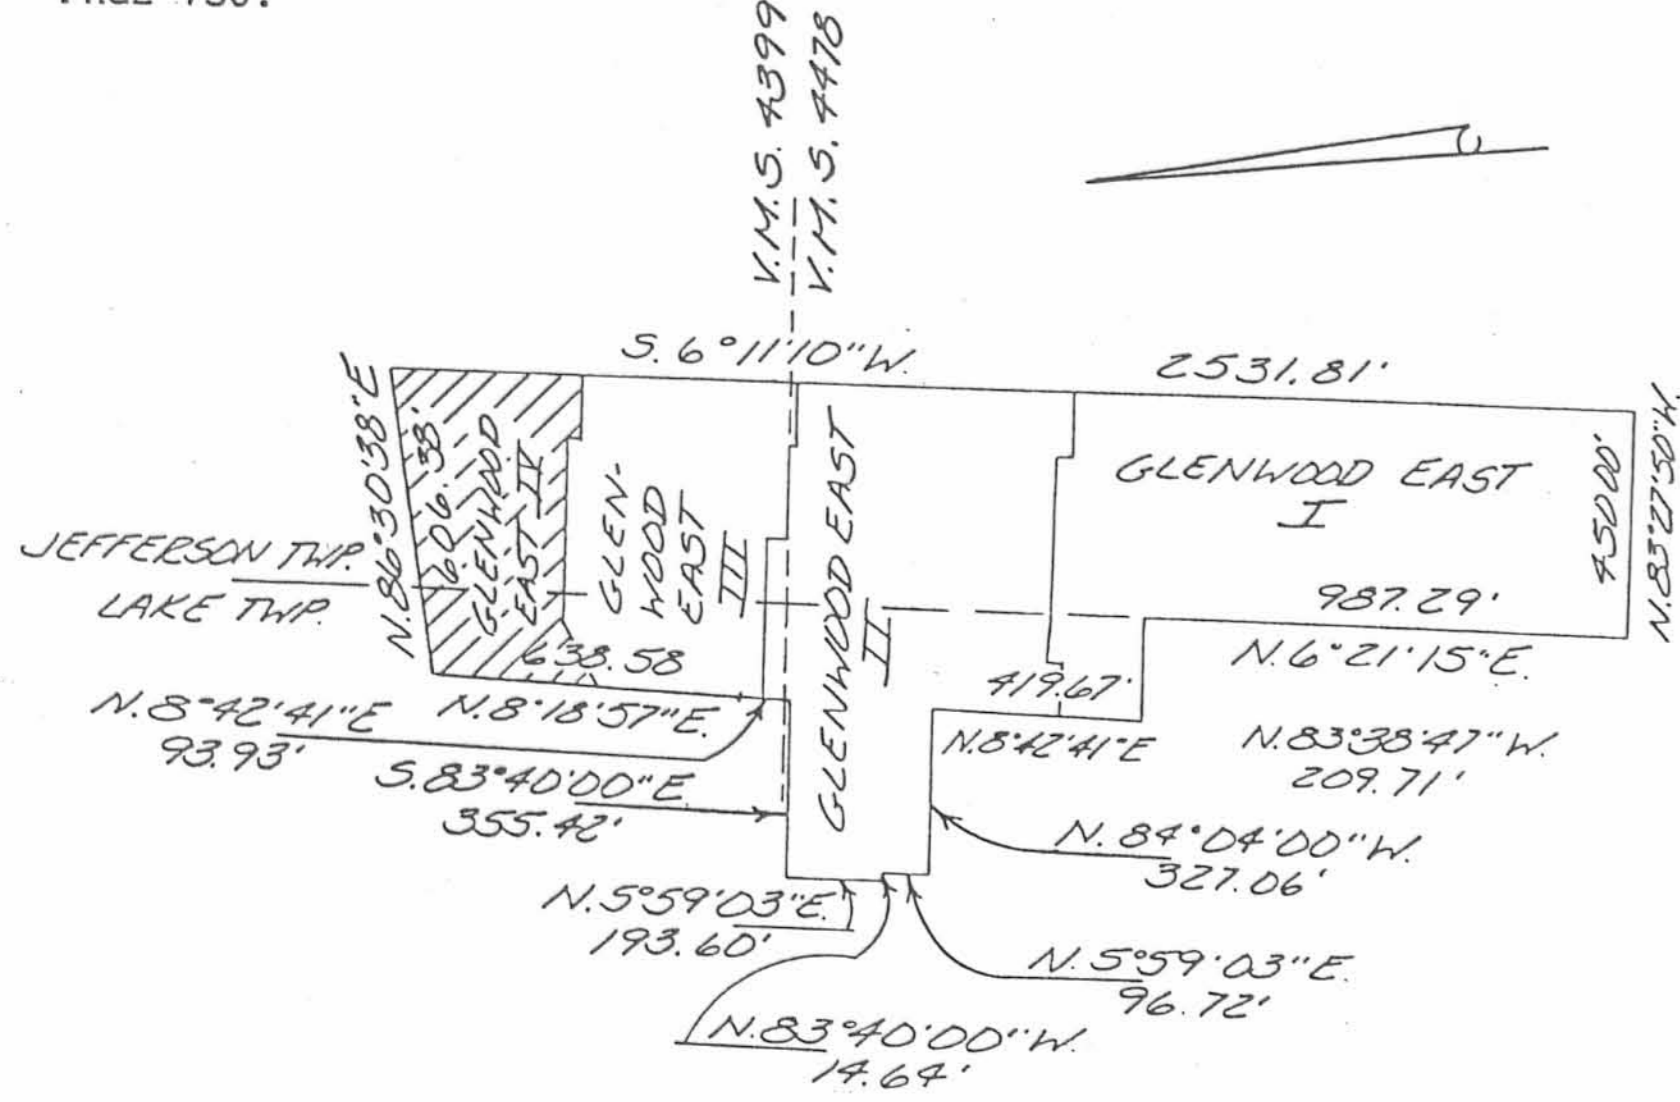 V.M.S. 4399
V.M.S. 4478
S. 6°11'10"W.
2531.81'
N.86°30'38"E
606.38'
GLENWOOD
EAST IV
GLEN-
WOOD
EAST
III
GLENWOOD EAST
II
GLENWOOD EAST
I
450.00'
N.83°27'50"W.
JEFFERSON TWP.
LAKE TWP.
987.29'
N.6°21'15"E.
638.58
419.67'
N.8°42'41"E
93.93'
N.8°18'57"E.
N.8°42'41"E
N.83°38'47"W.
209.71'
S.83°40'00"E.
355.42'
N.84°04'00"W.
327.06'
N.5°59'03"E.
193.60'
N.5°59'03"E.
96.72'
N.83°40'00"W.
14.64'